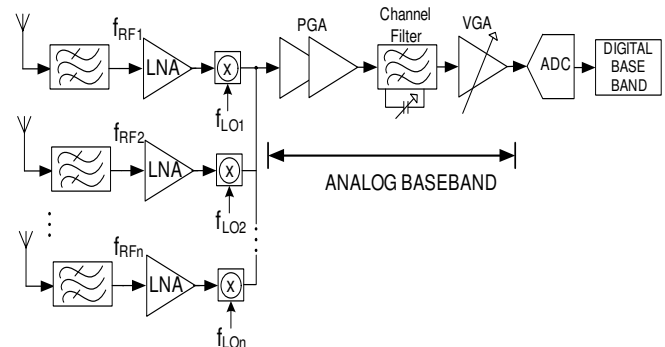 f_RF1
LNA
x
f_LO1
PGA
Channel
Filter
VGA
ADC
DIGITAL
BASE
BAND
ANALOG BASEBAND
f_RF2
LNA
x
f_LO2
f_RFn
LNA
x
f_LOn